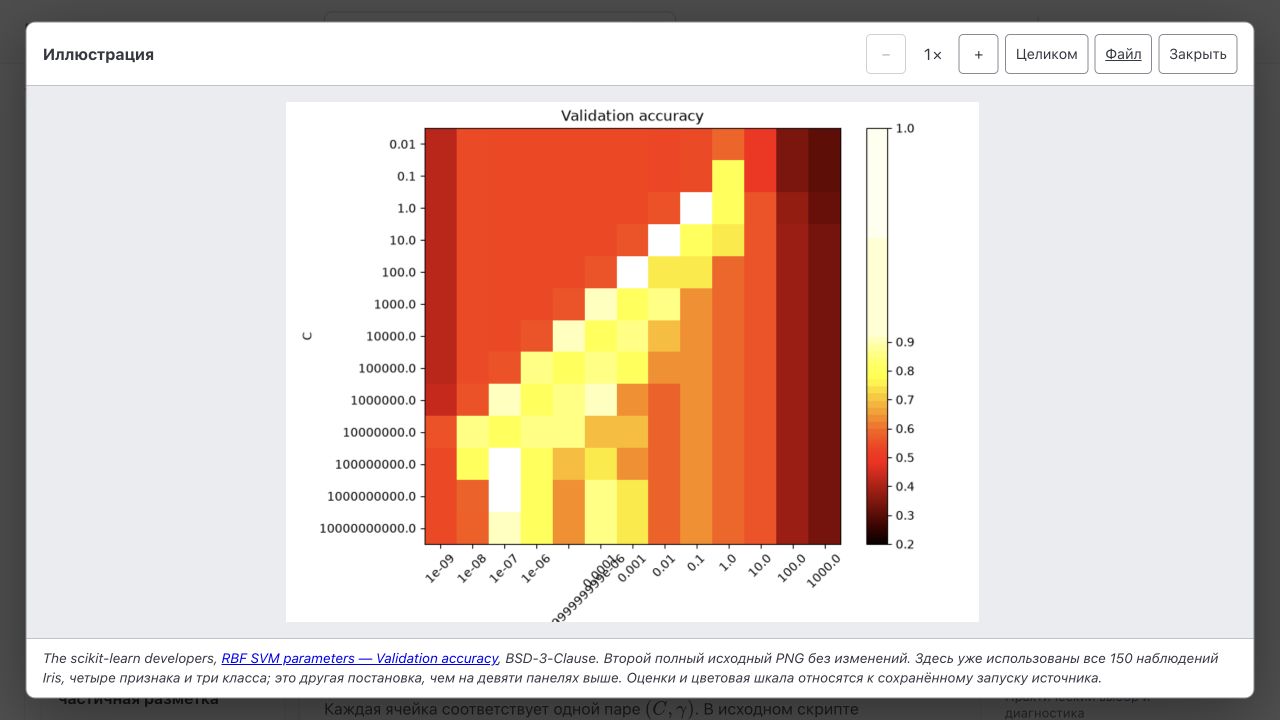 Иллюстрация
−
1×
+
Целиком
Файл
Закрыть
Validation accuracy
C
0.01
0.1
1.0
10.0
100.0
1000.0
10000.0
100000.0
1000000.0
10000000.0
100000000.0
1000000000.0
10000000000.0
1e-09
1e-08
1e-07
1e-06
0.0001
0.001
0.01
0.1
1.0
10.0
100.0
1000.0
1.0
0.9
0.8
0.7
0.6
0.5
0.4
0.3
0.2
The scikit-learn developers, RBF SVM parameters — Validation accuracy, BSD-3-Clause. Второй полный исходный PNG без изменений. Здесь уже использованы все 150 наблюдений
Iris, четыре признака и три класса; это другая постановка, чем на девяти панелях выше. Оценки и цветовая шкала относятся к сохранённому запуску источника.
частичная разметка
Каждая ячейка соответствует одной паре (C, γ). В исходном скрипте
диагностика